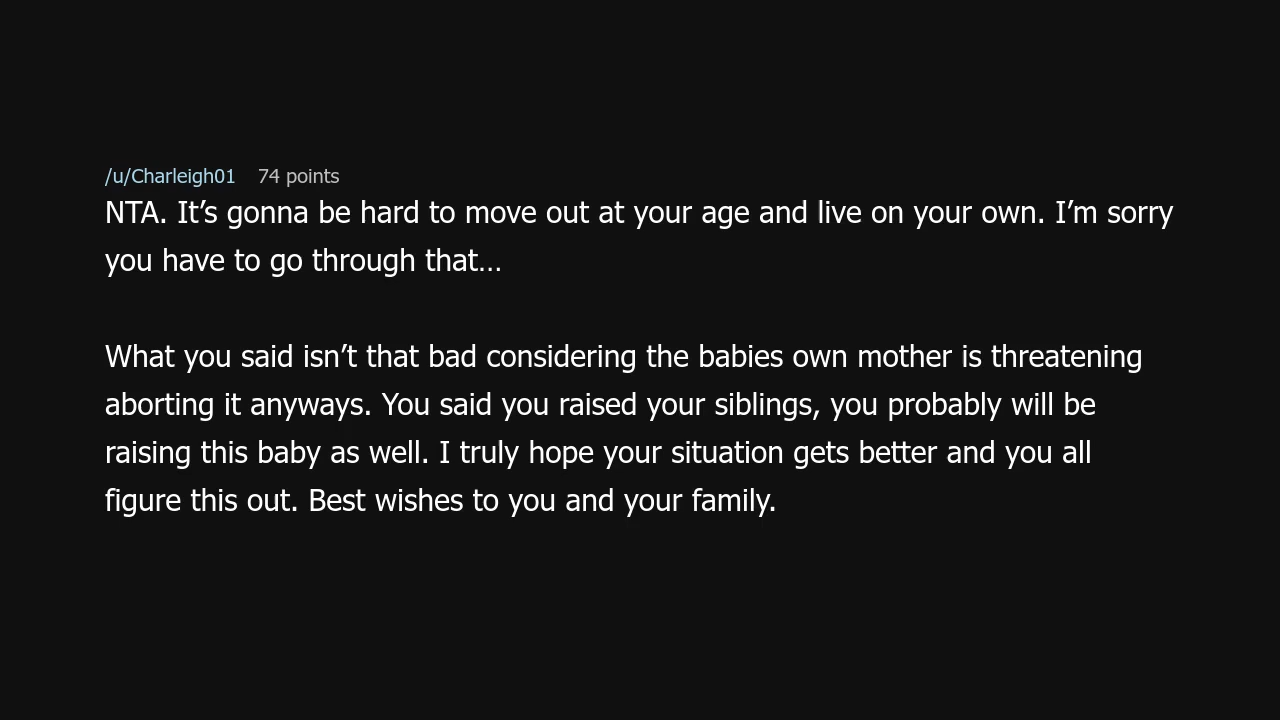 /u/Charleigh01 74 points
NTA. It’s gonna be hard to move out at your age and live on your own. I’m sorry
you have to go through that...
What you said isn’t that bad considering the babies own mother is threatening
aborting it anyways. You said you raised your siblings, you probably will be
raising this baby as well. I truly hope your situation gets better and you all
figure this out. Best wishes to you and your family.